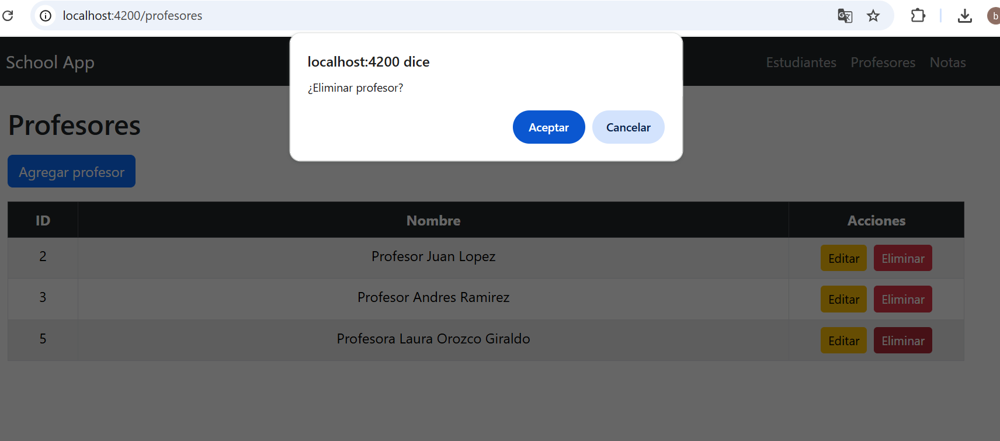 localhost:4200/profesores
b
localhost:4200 dice
¿Eliminar profesor?
Aceptar Cancelar
School App Estudiantes Profesores Notas
Profesores
Agregar profesor
ID Nombre Acciones
2 Profesor Juan Lopez Editar Eliminar
3 Profesor Andres Ramirez Editar Eliminar
5 Profesora Laura Orozco Giraldo Editar Eliminar